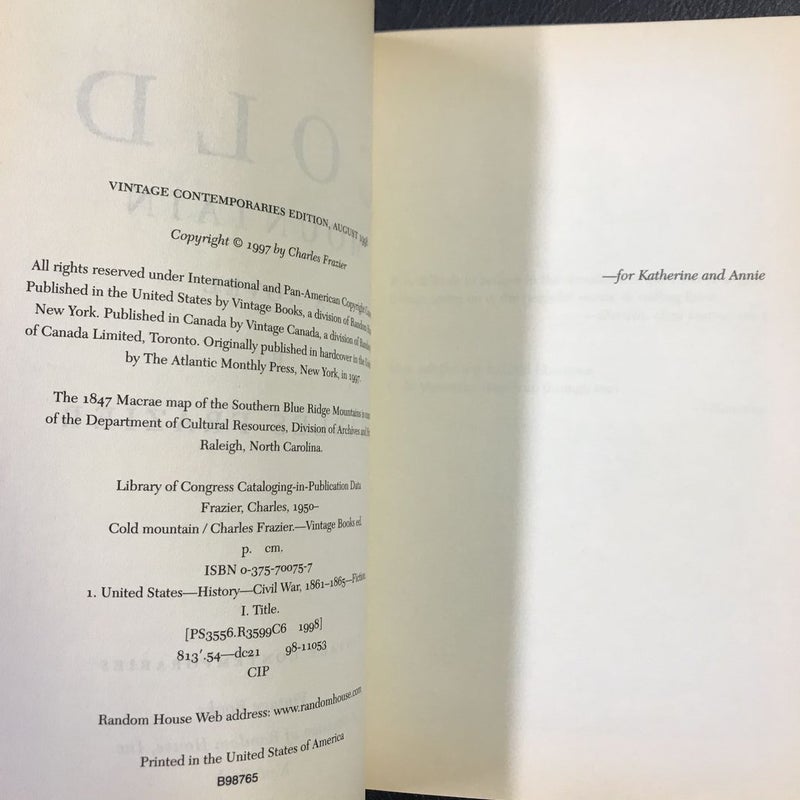 VINTAGE CONTEMPORARIES EDITION, AUGUST 1998
Copyright © 1997 by Charles Frazier
All rights reserved under International and Pan-American Copyright
Published in the United States by Vintage Books, a division of Random
New York. Published in Canada by Vintage Canada, a division of
of Canada Limited, Toronto. Originally published in hardcover in the
by The Atlantic Monthly Press, New York, in 1997.
The 1847 Macrae map of the Southern Blue Ridge Mountains is
of the Department of Cultural Resources, Division of Archives and
Raleigh, North Carolina.
Library of Congress Cataloging-in-Publication Data
Frazier, Charles, 1950–
Cold mountain / Charles Frazier.—Vintage Books ed.
p. cm.
ISBN 0-375-70075-7
1. United States—History—Civil War, 1861–1865—Fiction.
I. Title.
[PS3556.R3599C6 1998]
813'.54—dc21 98-11053
CIP
Random House Web address: www.randomhouse.com
Printed in the United States of America
B98765
—for Katherine and Annie